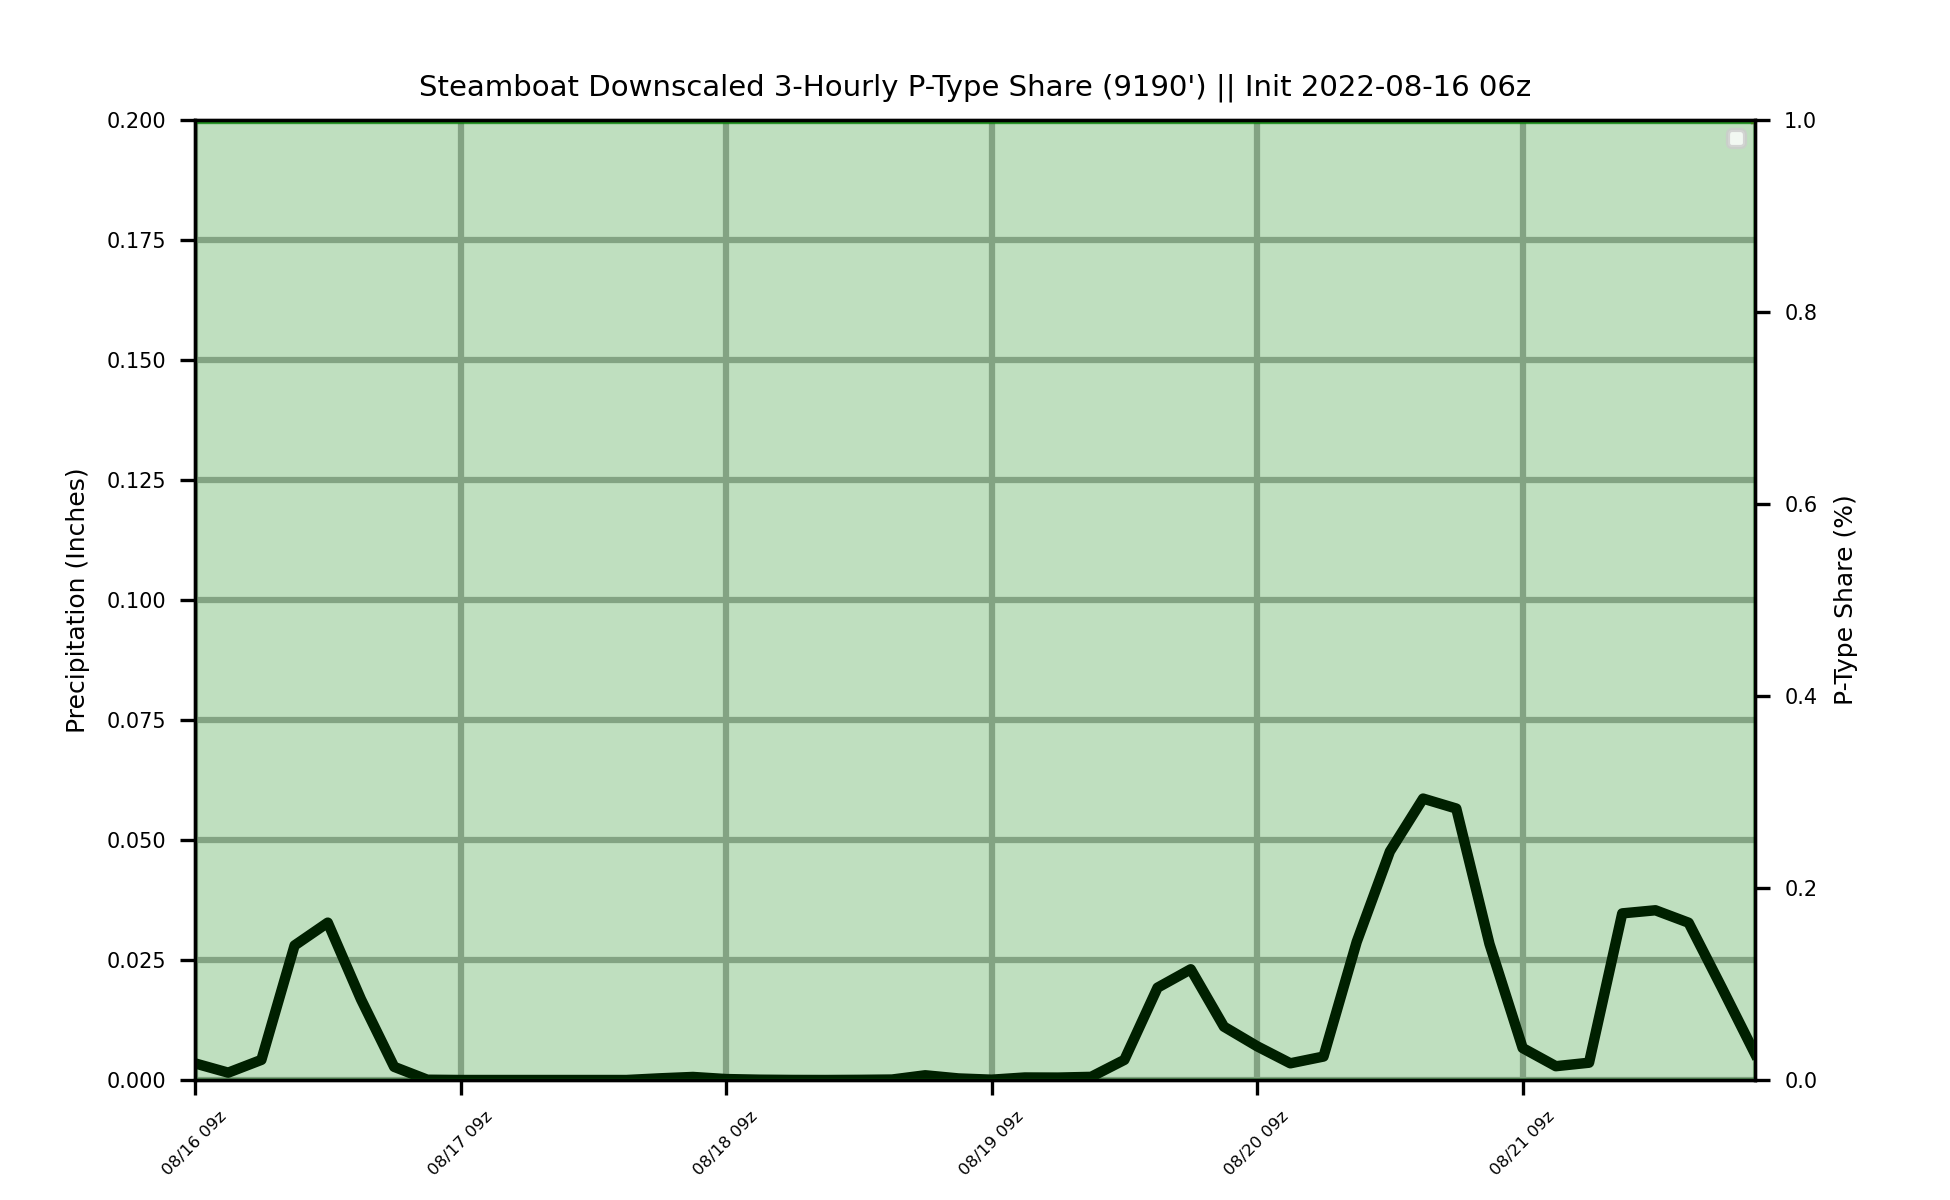 Steamboat Downscaled 3-Hourly P-Type Share (9190') || Init 2022-08-16 06z
Precipitation (Inches)
0.200
0.175
0.150
0.125
0.100
0.075
0.050
0.025
0.000
1.0
0.8
0.6
0.4
0.2
0.0
P-Type Share (%)
08/16 09z
08/17 09z
08/18 09z
08/19 09z
08/20 09z
08/21 09z